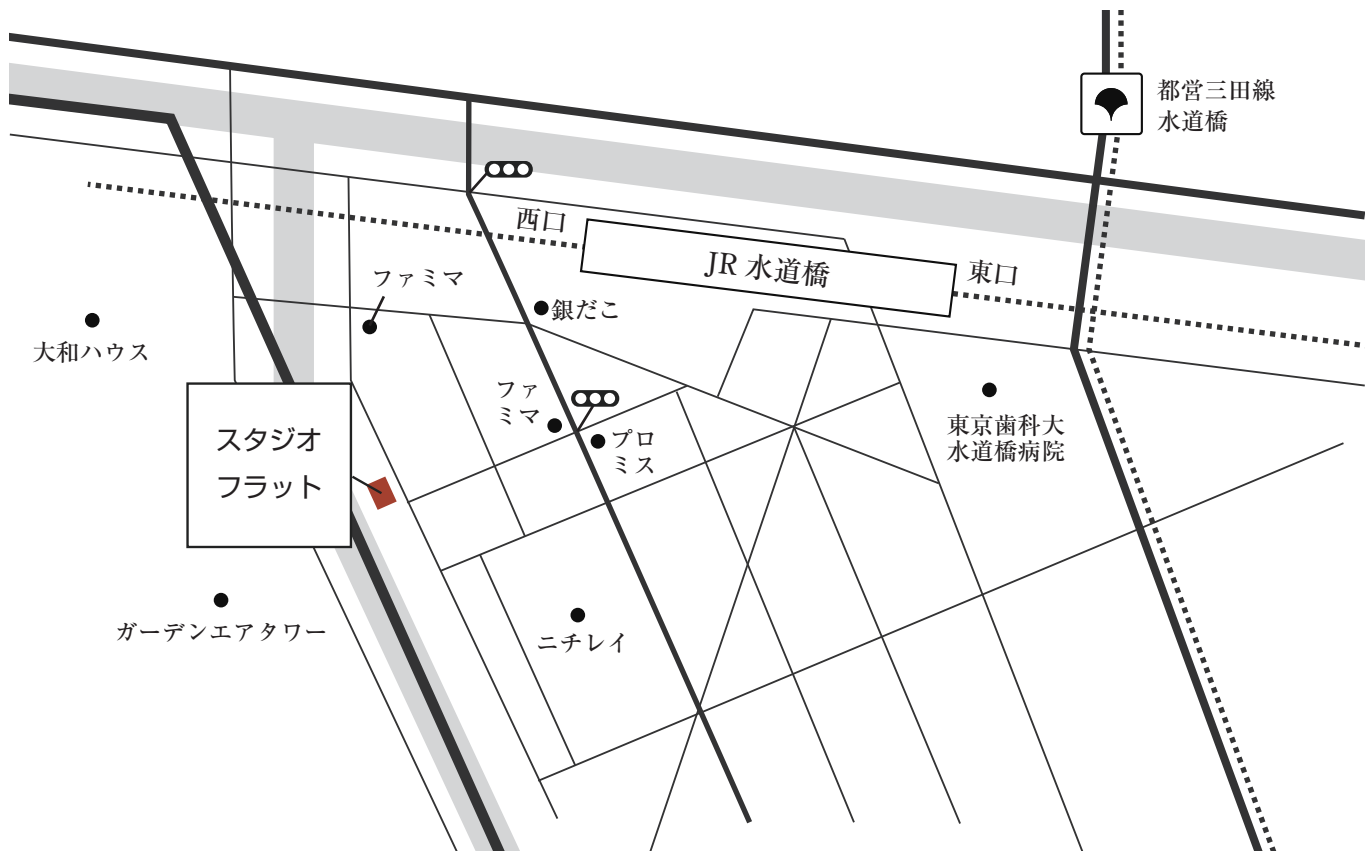 都営三田線
水道橋
西口
JR 水道橋
東口
ファミマ
銀だこ
大和ハウス
ファ
ミマ
プロ
ミス
東京歯科大
水道橋病院
スタジオ
フラット
ガーデンエアタワー
ニチレイ